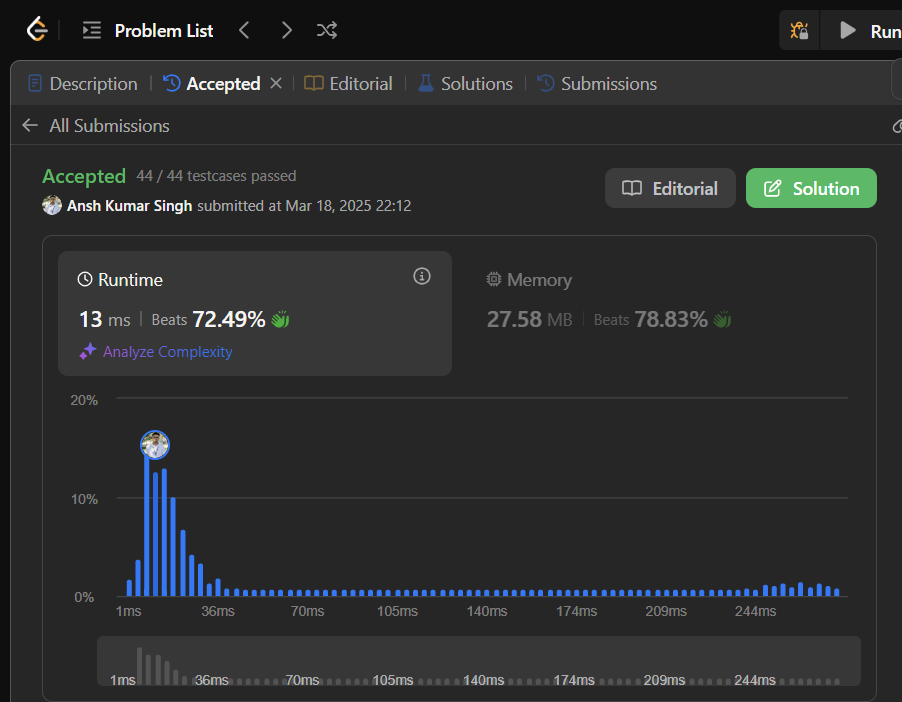 Problem List
Run
Description Accepted Editorial Solutions Submissions
All Submissions
Accepted 44 / 44 testcases passed
Editorial Solution
Ansh Kumar Singh submitted at Mar 18, 2025 22:12
Runtime Memory
13 ms Beats 72.49% 27.58 MB Beats 78.83%
Analyze Complexity
20%
10%
0%
1ms 36ms 70ms 105ms 140ms 174ms 209ms 244ms
1ms 36ms 70ms 105ms 140ms 174ms 209ms 244ms